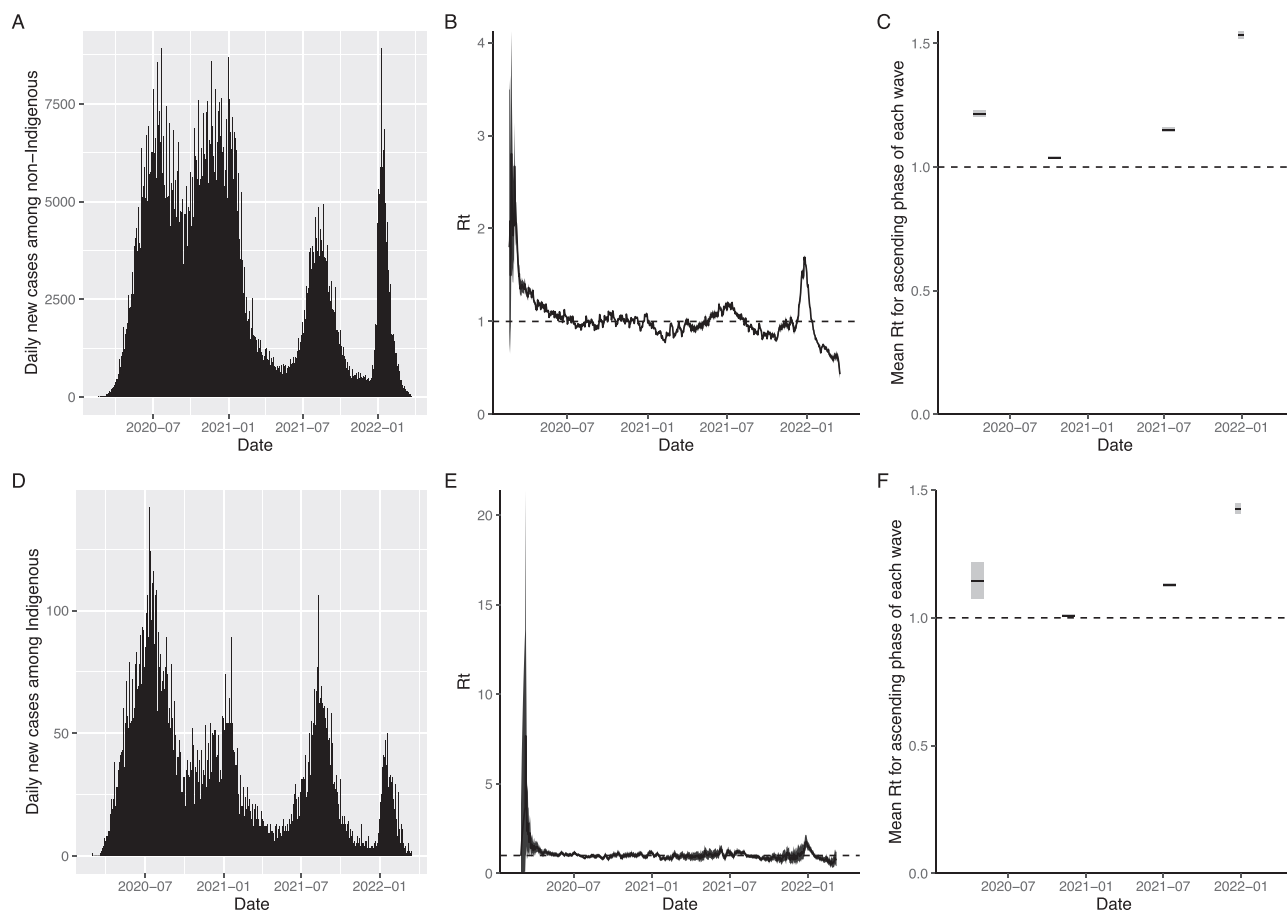 A
Daily new cases among non−Indigenous
7500
5000
2500
0
2020−07
2021−01
2021−07
2022−01
Date
B
Rt
4
3
2
1
0
2020−07
2021−01
2021−07
2022−01
Date
C
Mean Rt for ascending phase of each wave
1.5
1.0
0.5
0.0
2020−07
2021−01
2021−07
2022−01
Date
D
Daily new cases among Indigenous
100
50
0
2020−07
2021−01
2021−07
2022−01
Date
E
Rt
20
15
10
5
0
2020−07
2021−01
2021−07
2022−01
Date
F
Mean Rt for ascending phase of each wave
1.5
1.0
0.5
0.0
2020−07
2021−01
2021−07
2022−01
Date